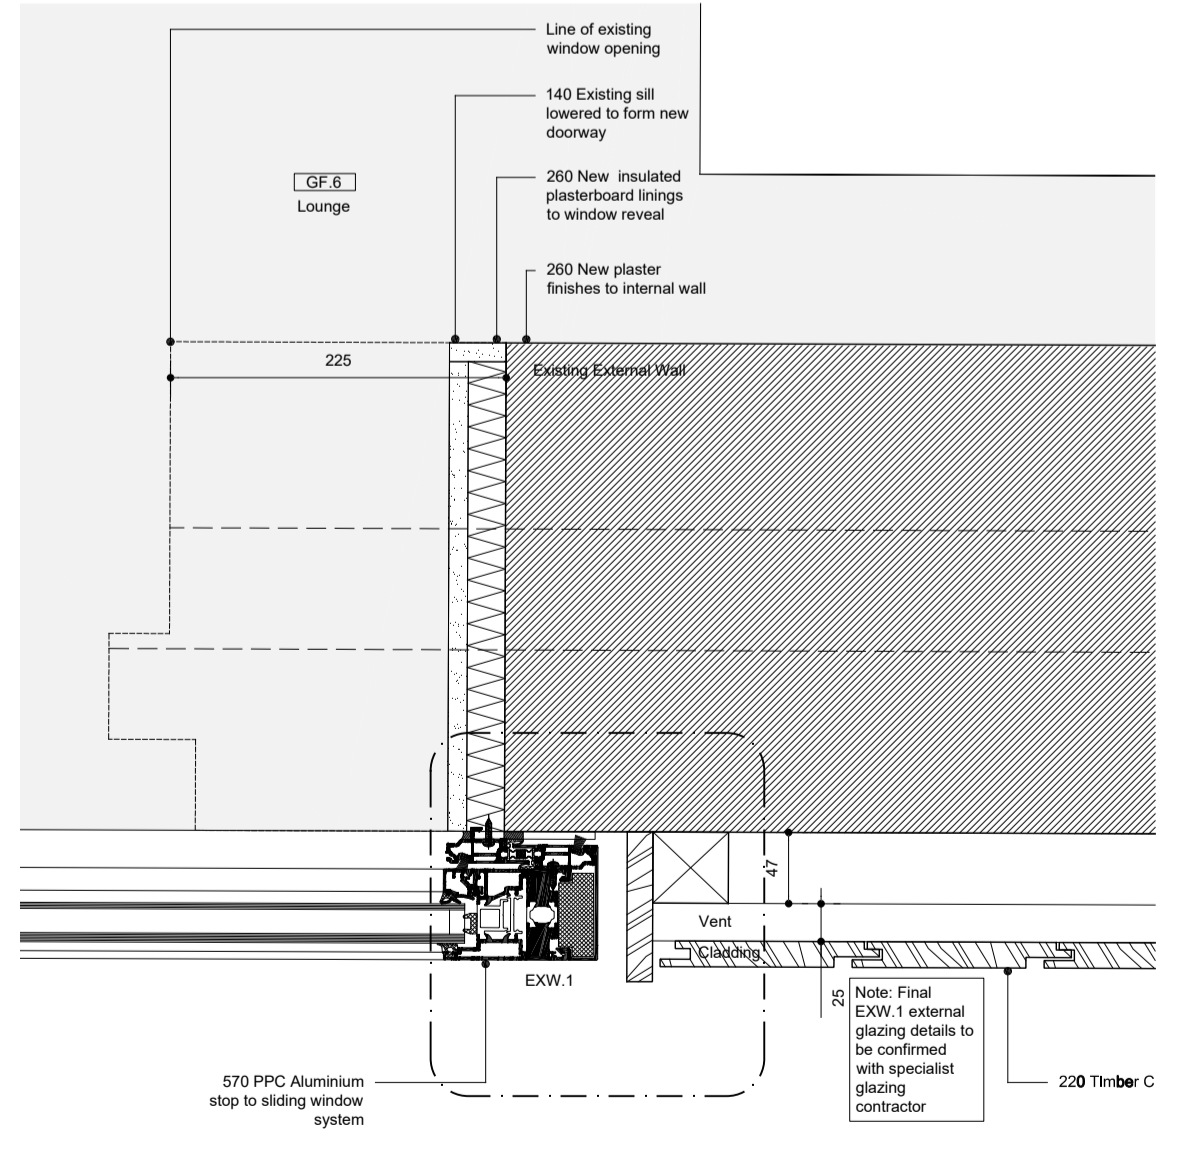 Line of existing
window opening
140 Existing sill
lowered to form new
doorway
GF.6
Lounge
260 New insulated
plasterboard linings
to window reveal
260 New plaster
finishes to internal wall
225
Existing External Wall
47
Vent
Cladding
EXW.1
25
Note: Final
EXW.1 external
glazing details to
be confirmed
with specialist
glazing
contractor
570 PPC Aluminium
stop to sliding window
system
220 TImber C